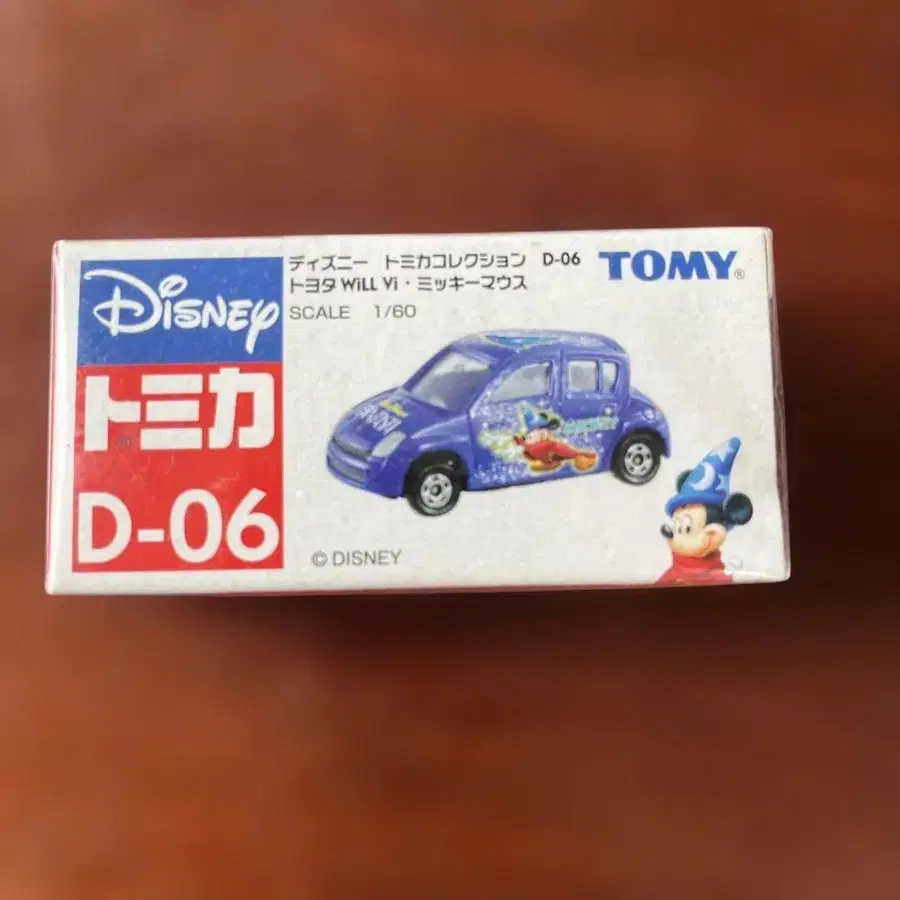 DISNEY
トミカ
D-06
ディズニー トミカコレクション D-06
トヨタ WiLL Vi・ミッキーマウス
SCALE 1/60
TOMY®
© DISNEY